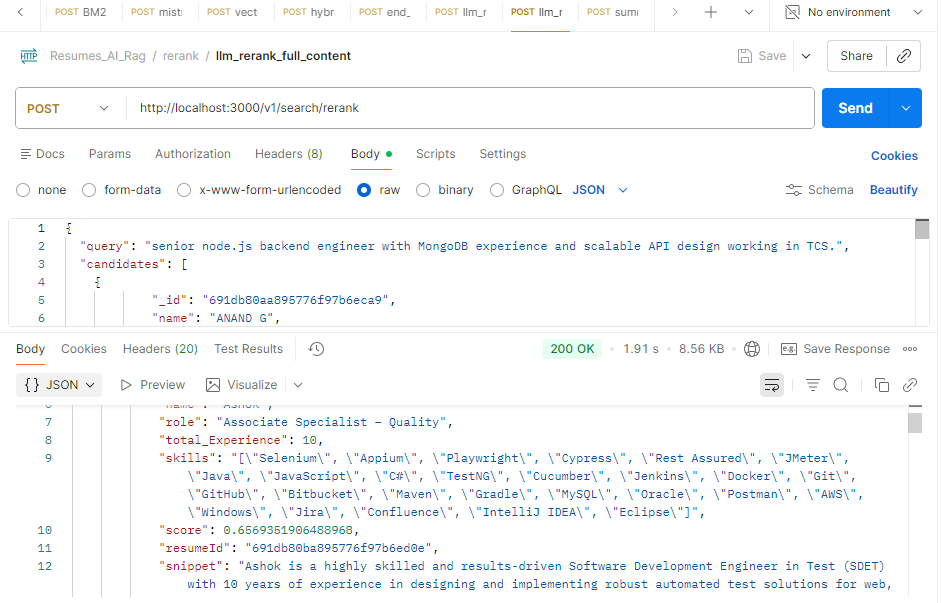 POST BM2 POST mist POST vect POST hybr POST end_ POST llm_r POST llm_r POST sumr No environment
HTTP Resumes_AI_Rag / rerank / llm_rerank_full_content Save Share
POST http://localhost:3000/v1/search/rerank Send
Docs Params Authorization Headers (8) Body Scripts Settings Cookies
none form-data x-www-form-urlencoded raw binary GraphQL JSON Schema Beautify
1 {
2 "query": "senior node.js backend engineer with MongoDB experience and scalable API design working in TCS.",
3 "candidates": [
4 {
5 "_id": "691db80aa895776f97b6eca9",
6 "name": "ANAND G",
Body Cookies Headers (20) Test Results 200 OK • 1.91 s • 8.56 KB • e.g. Save Response
{} JSON Preview Visualize
6 "name": "Ashok",
7 "role": "Associate Specialist – Quality",
8 "total_Experience": 10,
9 "skills": "[\"Selenium\", \"Appium\", \"Playwright\", \"Cypress\", \"Rest Assured\", \"JMeter\",
\"Java\", \"JavaScript\", \"C#\", \"TestNG\", \"Cucumber\", \"Jenkins\", \"Docker\", \"Git\",
\"GitHub\", \"Bitbucket\", \"Maven\", \"Gradle\", \"MySQL\", \"Oracle\", \"Postman\", \"AWS\",
\"Windows\", \"Jira\", \"Confluence\", \"IntelliJ IDEA\", \"Eclipse\"]",
10 "score": 0.6569351906488968,
11 "resumeId": "691db80ba895776f97b6ed0e",
12 "snippet": "Ashok is a highly skilled and results-driven Software Development Engineer in Test (SDET)
with 10 years of experience in designing and implementing robust automated test solutions for web,